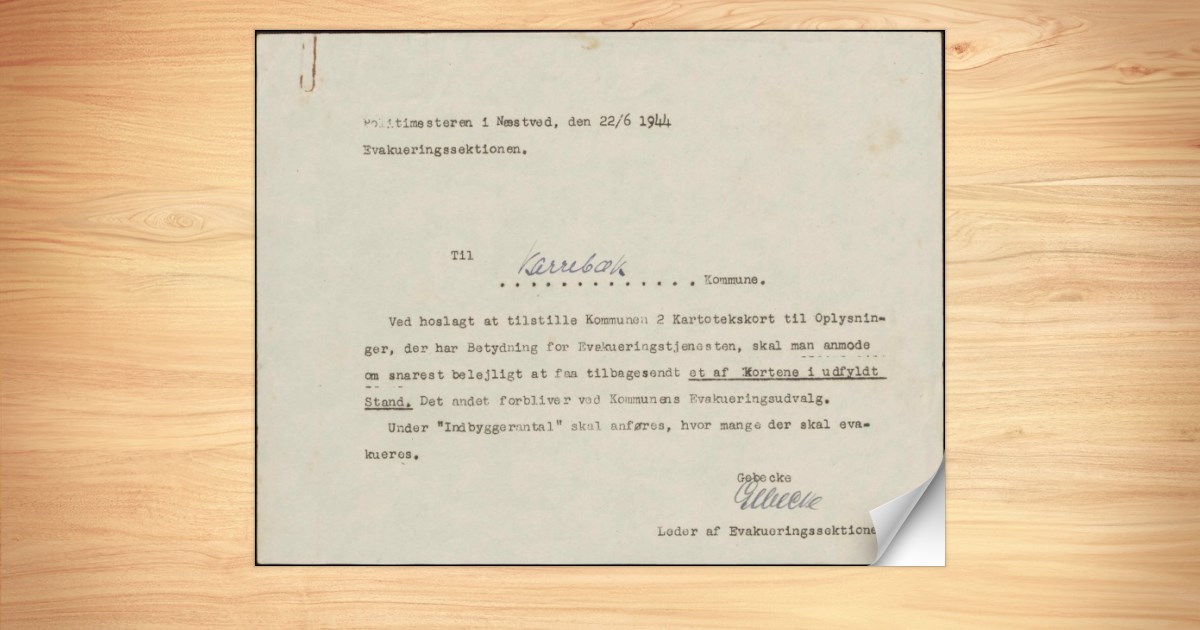 Politimesteren i Næstved, den 22/6 1944
Evakueringssektionen.
Til
Karrebæk
. . . . . . . . . . . . . Kommune.
Ved hoslagt at tilstille Kommunen 2 Kartotekskort til Oplysnin-
ger, der har Betydning for Evakueringstjenesten, skal man anmode
om snarest belejligt at faa tilbagesendt et af Kortene i udfyldt
Stand. Det andet forbliver ved Kommunens Evakueringsudvalg.
Under "Indbyggerantal" skal anføres, hvor mange der skal eva-
kueres.
Gebecke
Gebecke
Leder af Evakueringssektione